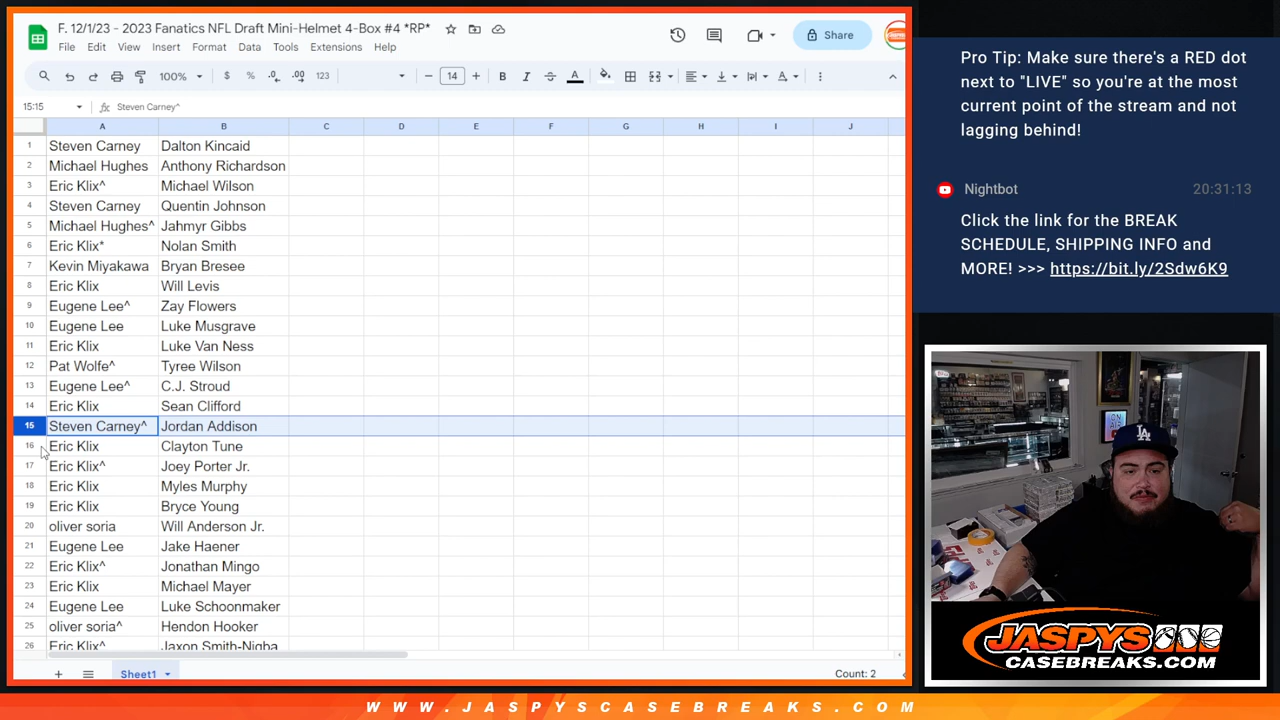 F. 12/1/23 - 2023 Fanatics NFL Draft Mini-Helmet 4-Box #4 *RP*
File Edit View Insert Format Data Tools Extensions Help
Share
100% $ % .0 .00 123 14 B I A
15:15 fx Steven Carney^
A B C D E F G H I J
1 Steven Carney Dalton Kincaid
2 Michael Hughes Anthony Richardson
3 Eric Klix^ Michael Wilson
4 Steven Carney Quentin Johnson
5 Michael Hughes^ Jahmyr Gibbs
6 Eric Klix* Nolan Smith
7 Kevin Miyakawa Bryan Bresee
8 Eric Klix Will Levis
9 Eugene Lee^ Zay Flowers
10 Eugene Lee Luke Musgrave
11 Eric Klix Luke Van Ness
12 Pat Wolfe^ Tyree Wilson
13 Eugene Lee^ C.J. Stroud
14 Eric Klix Sean Clifford
15 Steven Carney^ Jordan Addison
16 Eric Klix Clayton Tune
17 Eric Klix^ Joey Porter Jr.
18 Eric Klix Myles Murphy
19 Eric Klix Bryce Young
20 oliver soria Will Anderson Jr.
21 Eugene Lee Jake Haener
22 Eric Klix^ Jonathan Mingo
23 Eric Klix Michael Mayer
24 Eugene Lee Luke Schoonmaker
25 oliver soria^ Hendon Hooker
26 Eric Klix^ Jaxon Smith-Nigba
Sheet1
Count: 2
Pro Tip: Make sure there's a RED dot
next to "LIVE" so you're at the most
current point of the stream and not
lagging behind!
Nightbot 20:31:13
Click the link for the BREAK
SCHEDULE, SHIPPING INFO and
MORE! >>> https://bit.ly/2Sdw6K9
LA
JASPYS
CASEBREAKS.COM
WWW.JASPYSCASEBREAKS.COM